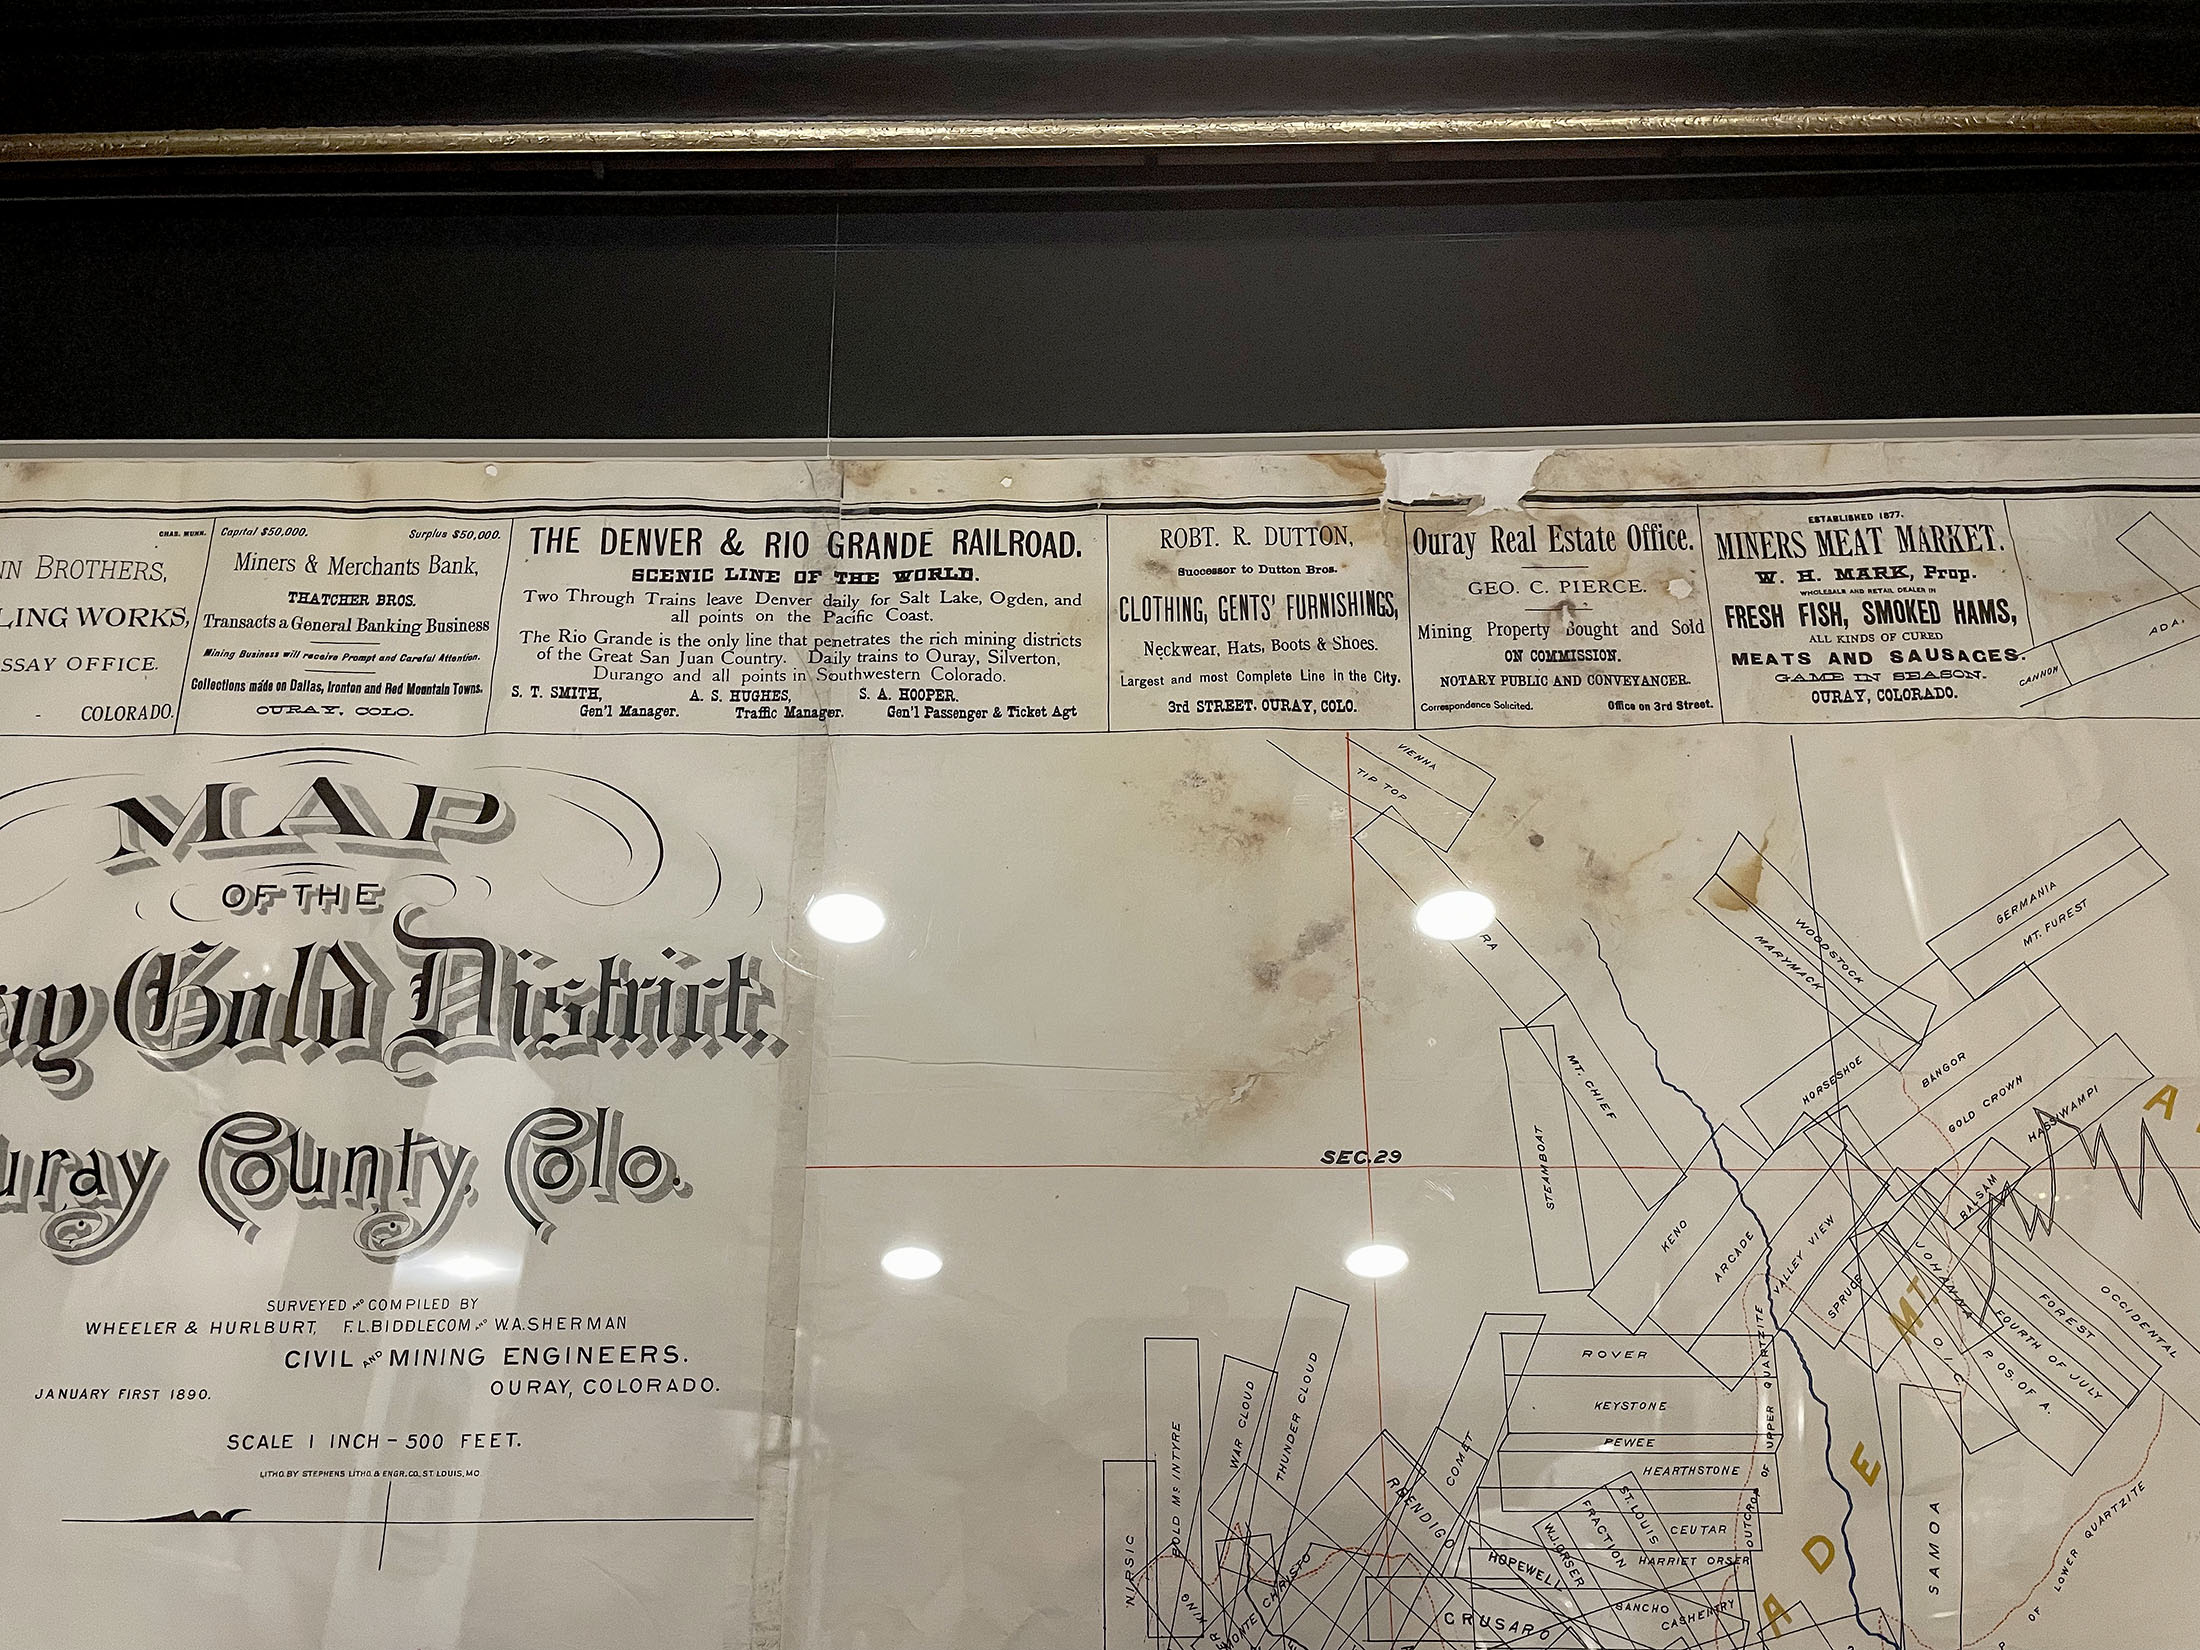 CHAS. MUNN.
NN BROTHERS,
LING WORKS,
SSAY OFFICE.
- COLORADO.
Capital $50,000. Surplus $50,000.
Miners & Merchants Bank,
THATCHER BROS.
Transacts a General Banking Business
Mining Business will receive Prompt and Careful Attention.
Collections made on Dallas, Ironton and Red Mountain Towns.
OURAY, COLO.
THE DENVER & RIO GRANDE RAILROAD.
SCENIC LINE OF THE WORLD.
Two Through Trains leave Denver daily for Salt Lake, Ogden, and
all points on the Pacific Coast.
The Rio Grande is the only line that penetrates the rich mining districts
of the Great San Juan Country. Daily trains to Ouray, Silverton,
Durango and all points in Southwestern Colorado.
S. T. SMITH, A. S. HUGHES, S. A. HOOPER.
Gen'l Manager. Traffic Manager. Gen'l Passenger & Ticket Agt
ROBT. R. DUTTON,
Successor to Dutton Bros.
CLOTHING, GENTS' FURNISHINGS,
Neckwear, Hats, Boots & Shoes.
Largest and most Complete Line in the City.
3rd STREET. OURAY, COLO.
Ouray Real Estate Office.
GEO. C. PIERCE.
Mining Property Bought and Sold
ON COMMISSION.
NOTARY PUBLIC AND CONVEYANCER.
Correspondence Solicited. Office on 3rd Street.
ESTABLISHED 1877.
MINERS MEAT MARKET.
W. H. MARK, Prop.
WHOLESALE AND RETAIL DEALER IN
FRESH FISH, SMOKED HAMS,
ALL KINDS OF CURED
MEATS AND SAUSAGES.
GAME IN SEASON.
OURAY, COLORADO.
MAP
OF THE
ray Gold District.
uray County, Colo.
SURVEYED AND COMPILED BY
WHEELER & HURLBURT, F.L. BIDDLECOM AND W.A. SHERMAN
CIVIL AND MINING ENGINEERS.
JANUARY FIRST 1890. OURAY, COLORADO.
SCALE 1 INCH – 500 FEET.
LITHO. BY STEPHENS LITHO. & ENGR. CO. ST. LOUIS, MO
ADA.
CANNON
VIENNA
TIP TOP
RA
WOODSTOCK
MARYMACK
GERMANIA
MT. FUREST
MT. CHIEF
STEAMBOAT
HORSESHOE
BANGOR
GOLD CROWN
HASSIWAMPI
A
SEC. 29
BALSAM
KENO
ARCADE
VALLEY VIEW
SPRUCE
JOHANNA
MT.
O. I. C.
FOREST
FOURTH OF JULY
P. OS. OF A.
OCCIDENTAL
ROVER
KEYSTONE
PEWEE
HEARTHSTONE
OUTCROP OF UPPER QUARTZITE
WAR CLOUD
THUNDER CLOUD
COMET
BOLD Mc INTYRE
NIRSIC
ST. LOUIS
FRACTION
W.J. ORSER
CEUTAR
HARRIET ORSER
HOPEWELL
SANCHO
CASHENTRY
CRUSARO
MONTE CHRISTO
KING
SAMOA
E
D
A
OF LOWER QUARTZITE